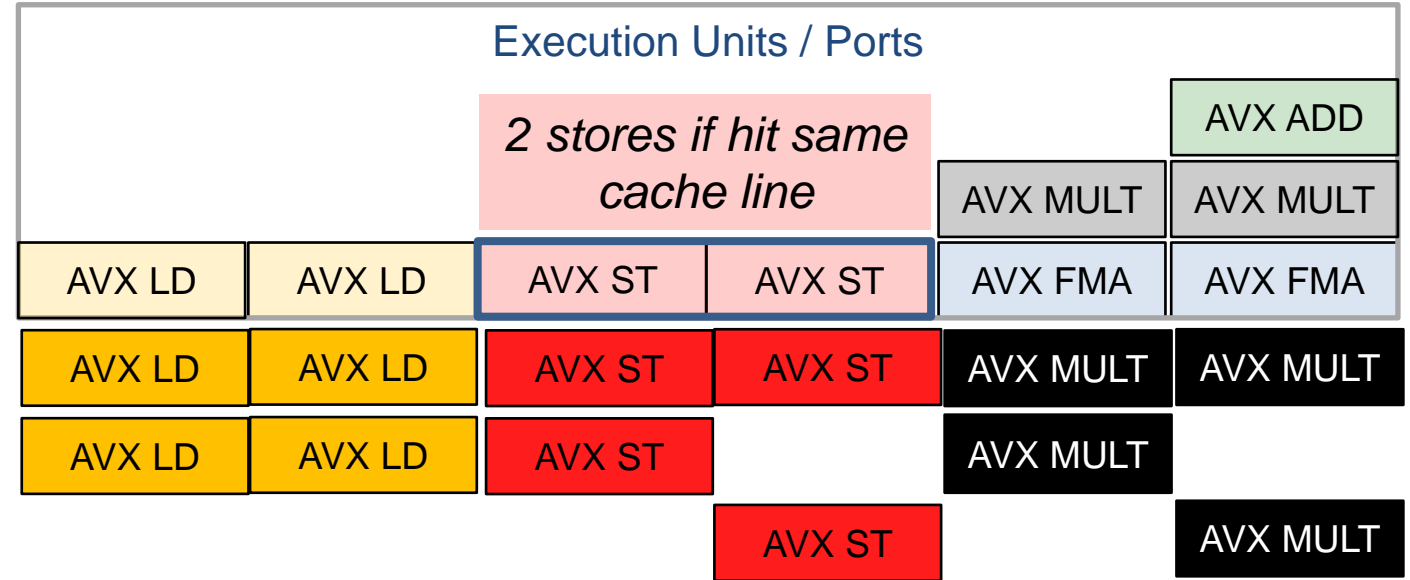 Execution Units / Ports
AVX ADD
2 stores if hit same
cache line
AVX MULT AVX MULT
AVX LD AVX LD AVX ST AVX ST AVX FMA AVX FMA
AVX LD AVX LD AVX ST AVX ST AVX MULT AVX MULT
AVX LD AVX LD AVX ST AVX MULT
AVX ST AVX MULT